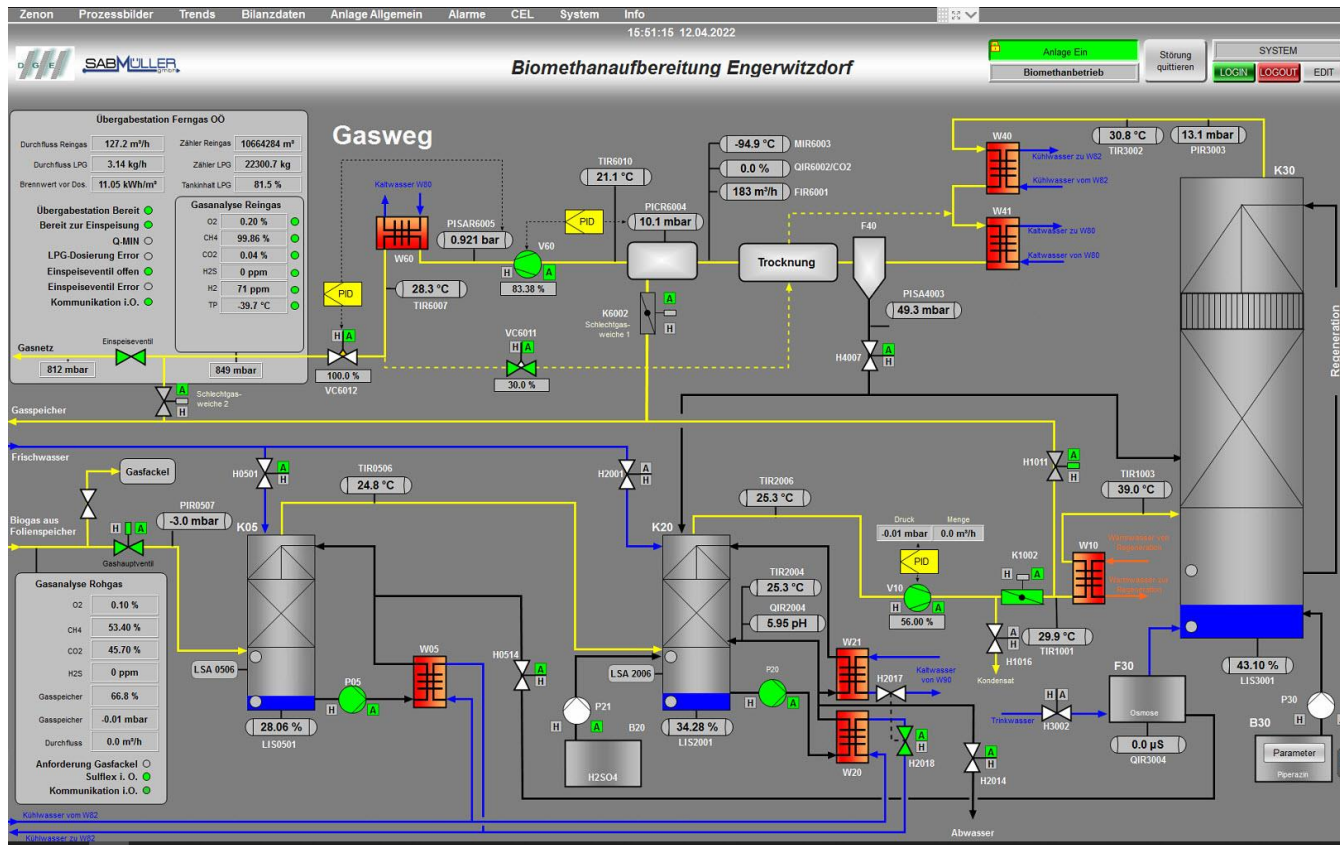 Zenon Prozessbilder Trends Bilanzdaten Anlage Allgemein Alarme CEL System Info
15:51:15 12.04.2022
DGE SABMÜLLER gmbh
Biomethanaufbereitung Engerwitzdorf
Anlage Ein
Biomethanbetrieb
Störung quittieren
SYSTEM
LOGIN LOGOUT EDIT
Übergabestation Ferngas OÖ
Durchfluss Reingas 127.2 m³/h Zähler Reingas 10664284 m³
Durchfluss LPG 3.14 kg/h Zähler LPG 22300.7 kg
Brennwert vor Dos. 11.05 kWh/m³ Tankinhalt LPG 81.5 %
Übergabestation Bereit
Bereit zur Einspeisung
Q-MIN
LPG-Dosierung Error
Einspeiseventil offen
Einspeiseventil Error
Kommunikation i.O.
Gasanalyse Reingas
O2 0.20 %
CH4 99.86 %
CO2 0.04 %
H2S 0 ppm
H2 71 ppm
TP -39.7 °C
Gasnetz
Einspeiseventil
812 mbar
849 mbar
Gasweg
Kaltwasser W80
W60
PISAR6005
0.921 bar
28.3 °C
TIR6007
PID
H A
100.0 %
VC6012
V60
H A
83.38 %
PID
TIR6010
21.1 °C
PICR6004
10.1 mbar
-94.9 °C MIR6003
0.0 % QIR6002/CO2
183 m³/h FIR6001
K6002
Schlechtgas-
weiche 1
A
H
VC6011
H A
30.0 %
Trocknung
F40
PISA4003
49.3 mbar
H4007
A
H
W40
Kühlwasser zu W82
Kühlwasser vom W82
W41
Kaltwasser zu W80
Kaltwasser von W80
30.8 °C
TIR3002
13.1 mbar
PIR3003
K30
Regeneration
A
H
Schlechtgas-
weiche 2
Gasspeicher
Frischwasser
Gasfackel
Biogas aus
Folienspeicher
H A
Gashauptventil
PIR0507
-3.0 mbar
H0501
A
H
TIR0506
24.8 °C
K05
LSA 0506
28.06 %
LIS0501
P05
H A
W05
H0514
A
H
H2001
A
H
K20
TIR2006
25.3 °C
TIR2004
25.3 °C
QIR2004
5.95 pH
LSA 2006
34.28 %
LIS2001
P21
H A
B20
H2SO4
P20
H A
W21
Kaltwasser
von W90
H2017
W20
A
H
H2018
A
H
H2014
Abwasser
Druck Menge
-0.01 mbar 0.0 m³/h
PID
V10
H A
56.00 %
K1002
H A
H1011
A
H
29.9 °C
TIR1001
A
H
H1016
Kondensat
W10
TIR1003
39.0 °C
F30
Osmose
0.0 µS
QIR3004
H A
H3002
Trinkwasser
43.10 %
LIS3001
P30
H
B30
Parameter
Piperazin
Gasanalyse Rohgas
O2 0.10 %
CH4 53.40 %
CO2 45.70 %
H2S 0 ppm
Gasspeicher 66.8 %
Gasspeicher -0.01 mbar
Durchfluss 0.0 m³/h
Anforderung Gasfackel
Sulflex i. O.
Kommunikation i.O.
Kühlwasser vom W82
Kühlwasser zu W82